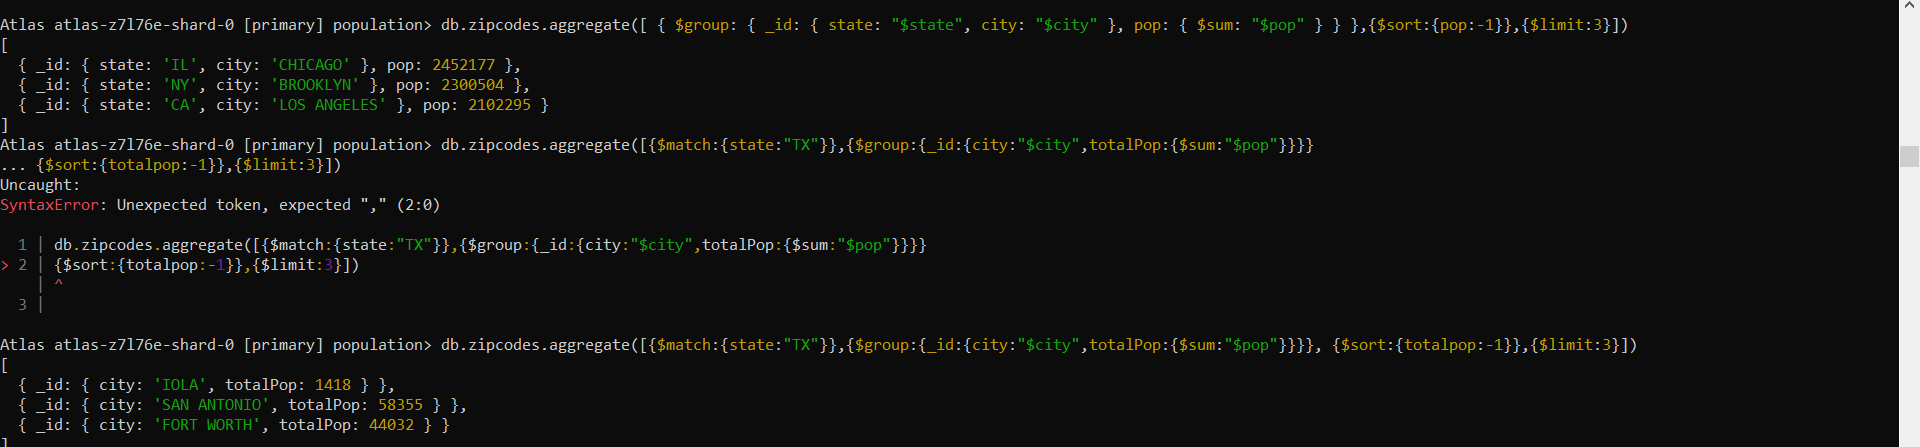 Atlas atlas-z7l76e-shard-0 [primary] population> db.zipcodes.aggregate([ { $group: { _id: { state: "$state", city: "$city" }, pop: { $sum: "$pop" } } },{$sort:{pop:-1}},{$limit:3}])
[
  { _id: { state: 'IL', city: 'CHICAGO' }, pop: 2452177 },
  { _id: { state: 'NY', city: 'BROOKLYN' }, pop: 2300504 },
  { _id: { state: 'CA', city: 'LOS ANGELES' }, pop: 2102295 }
]
Atlas atlas-z7l76e-shard-0 [primary] population> db.zipcodes.aggregate([{$match:{state:"TX"}},{$group:{_id:{city:"$city",totalPop:{$sum:"$pop"}}}}
... {$sort:{totalpop:-1}},{$limit:3}])
Uncaught:
SyntaxError: Unexpected token, expected "," (2:0)
  1 | db.zipcodes.aggregate([{$match:{state:"TX"}},{$group:{_id:{city:"$city",totalPop:{$sum:"$pop"}}}}
> 2 | {$sort:{totalpop:-1}},{$limit:3}])
    | ^
  3 |
Atlas atlas-z7l76e-shard-0 [primary] population> db.zipcodes.aggregate([{$match:{state:"TX"}},{$group:{_id:{city:"$city",totalPop:{$sum:"$pop"}}}}, {$sort:{totalpop:-1}},{$limit:3}])
[
  { _id: { city: 'IOLA', totalPop: 1418 } },
  { _id: { city: 'SAN ANTONIO', totalPop: 58355 } },
  { _id: { city: 'FORT WORTH', totalPop: 44032 } }
]